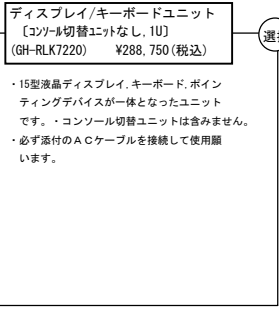 ディスプレイ/キーボードユニット
〔ｺﾝｿｰﾙ切替ﾕﾆｯﾄなし,1U〕
(GH-RLK7220) ¥288,750(税込)
・15型液晶ディスプレイ,キーボード,ポイン
ティングデバイスが一体となったユニット
です。・コンソール切替ユニットは含みません。
・必ず添付のＡＣケーブルを接続して使用願
います。